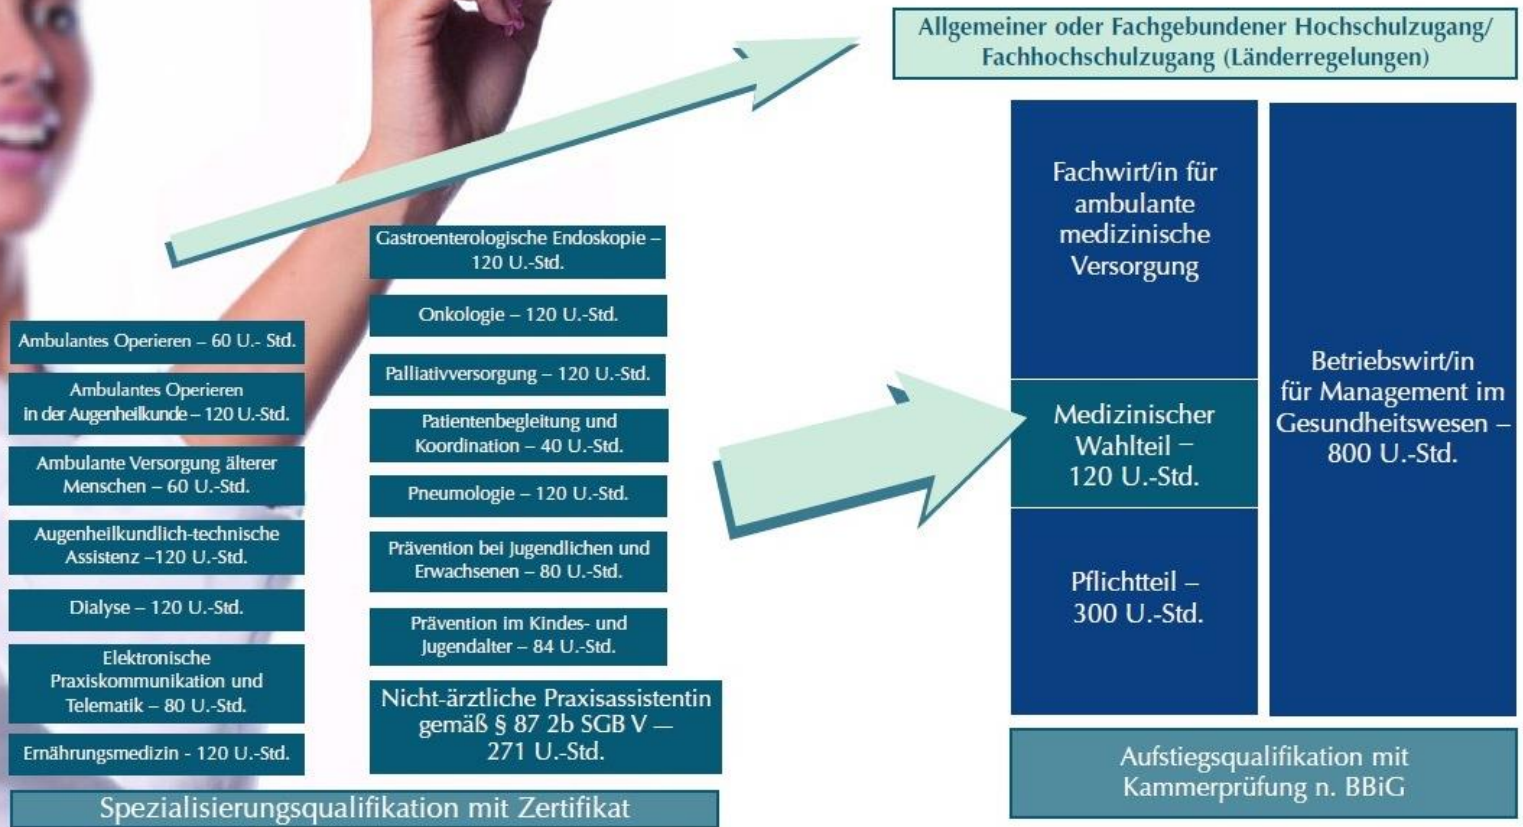 Allgemeiner oder Fachgebundener Hochschulzugang/
Fachhochschulzugang (Länderregelungen)
Ambulantes Operieren – 60 U.- Std.
Ambulantes Operieren
in der Augenheilkunde – 120 U.-Std.
Ambulante Versorgung älterer
Menschen – 60 U.-Std.
Augenheilkundlich-technische
Assistenz –120 U.-Std.
Dialyse – 120 U.-Std.
Elektronische
Praxiskommunikation und
Telematik – 80 U.-Std.
Ernährungsmedizin - 120 U.-Std.
Gastroenterologische Endoskopie –
120 U.-Std.
Onkologie – 120 U.-Std.
Palliativversorgung – 120 U.-Std.
Patientenbegleitung und
Koordination – 40 U.-Std.
Pneumologie – 120 U.-Std.
Prävention bei Jugendlichen und
Erwachsenen – 80 U.-Std.
Prävention im Kindes- und
Jugendalter – 84 U.-Std.
Nicht-ärztliche Praxisassistentin
gemäß § 87 2b SGB V —
271 U.-Std.
Spezialisierungsqualifikation mit Zertifikat
Fachwirt/in für
ambulante
medizinische
Versorgung
Medizinischer
Wahlteil –
120 U.-Std.
Pflichtteil –
300 U.-Std.
Betriebswirt/in
für Management im
Gesundheitswesen –
800 U.-Std.
Aufstiegsqualifikation mit
Kammerprüfung n. BBiG